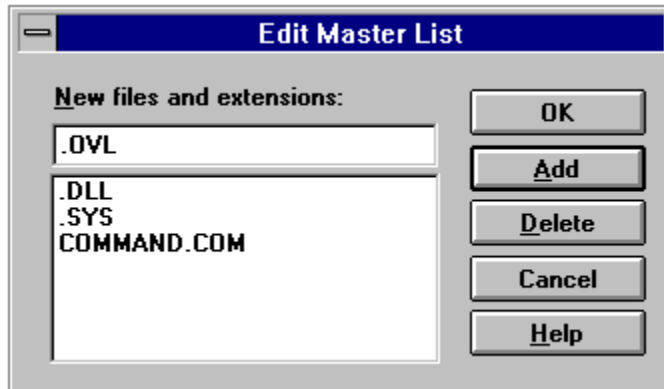 Edit Master List
New files and extensions:
.OVL
.DLL
.SYS
COMMAND.COM
OK
Add
Delete
Cancel
Help